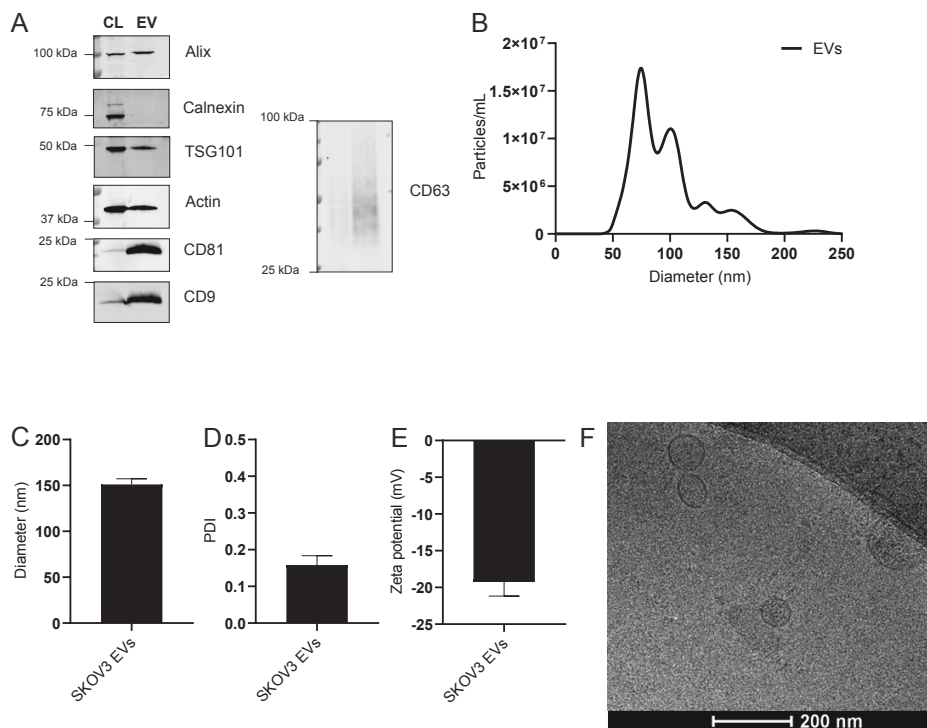 A
CL EV
100 kDa
Alix
75 kDa
Calnexin
50 kDa
TSG101
Actin
37 kDa
25 kDa
CD81
25 kDa
CD9
100 kDa
CD63
25 kDa
B
EVs
Particles/mL
2×10⁷
1.5×10⁷
1×10⁷
5×10⁶
0
0 50 100 150 200 250
Diameter (nm)
C
Diameter (nm)
200
150
100
50
0
SKOV3 EVs
D
PDI
0.5
0.4
0.3
0.2
0.1
0.0
SKOV3 EVs
E
Zeta potential (mV)
0
-5
-10
-15
-20
-25
SKOV3 EVs
F
200 nm